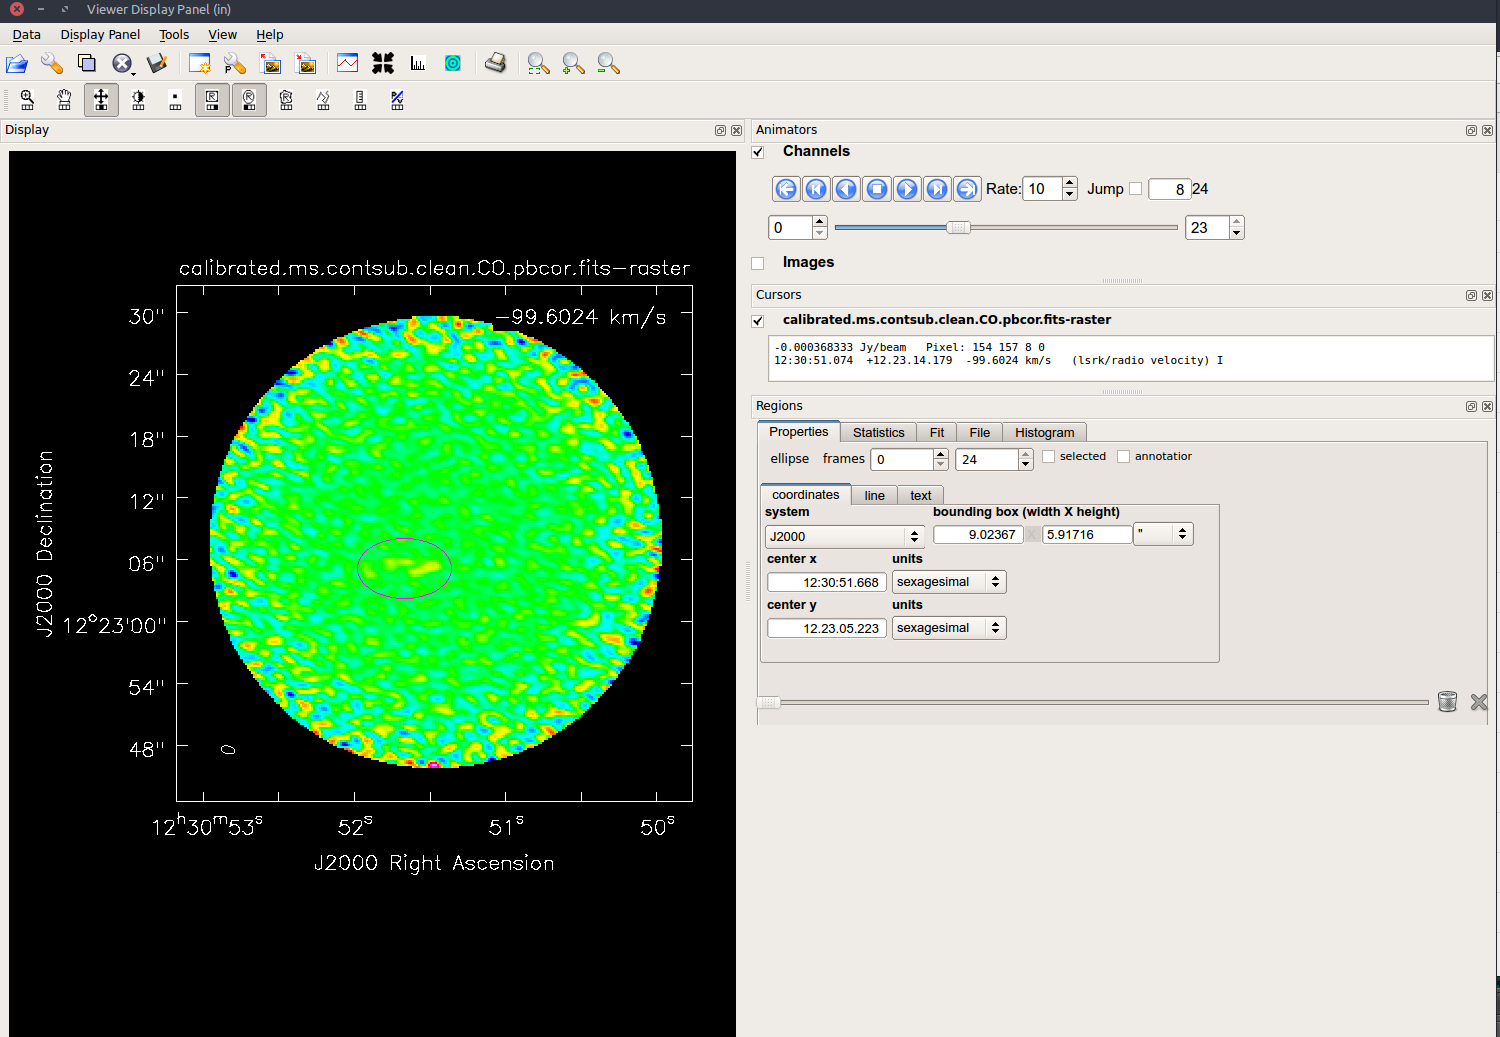 Viewer Display Panel (in)
Data Display Panel Tools View Help
Display
calibrated.ms.contsub.clean.CO.pbcor.fits-raster
-99.6024 km/s
30"
24"
18"
12"
06"
12°23'00"
54"
48"
J2000 Declination
12h30m53s 52s 51s 50s
J2000 Right Ascension
Animators
Channels
Rate: 10 Jump 8 24
0 23
Images
Cursors
calibrated.ms.contsub.clean.CO.pbcor.fits-raster
-0.000368333 Jy/beam Pixel: 154 157 8 0
12:30:51.074 +12.23.14.179 -99.6024 km/s (lsrk/radio velocity) I
Regions
Properties Statistics Fit File Histogram
ellipse frames 0 24 selected annotatior
coordinates line text
system bounding box (width X height)
J2000 9.02367 X 5.91716 "
center x units
12:30:51.668 sexagesimal
center y units
12.23.05.223 sexagesimal